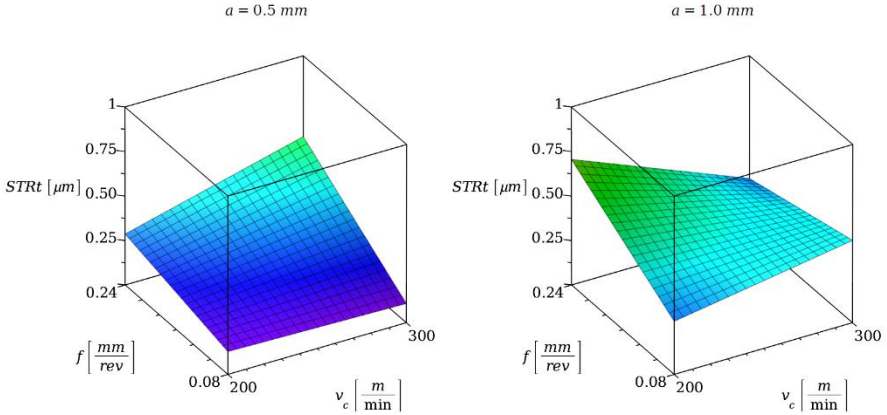 a = 0.5 mm
1
0.75
STRt [μm]
0.50
0.25
0.24
f [mm/rev]
0.08
200
v_c [m/min]
300
a = 1.0 mm
1
0.75
STRt [μm]
0.50
0.25
0.24
f [mm/rev]
0.08
200
v_c [m/min]
300